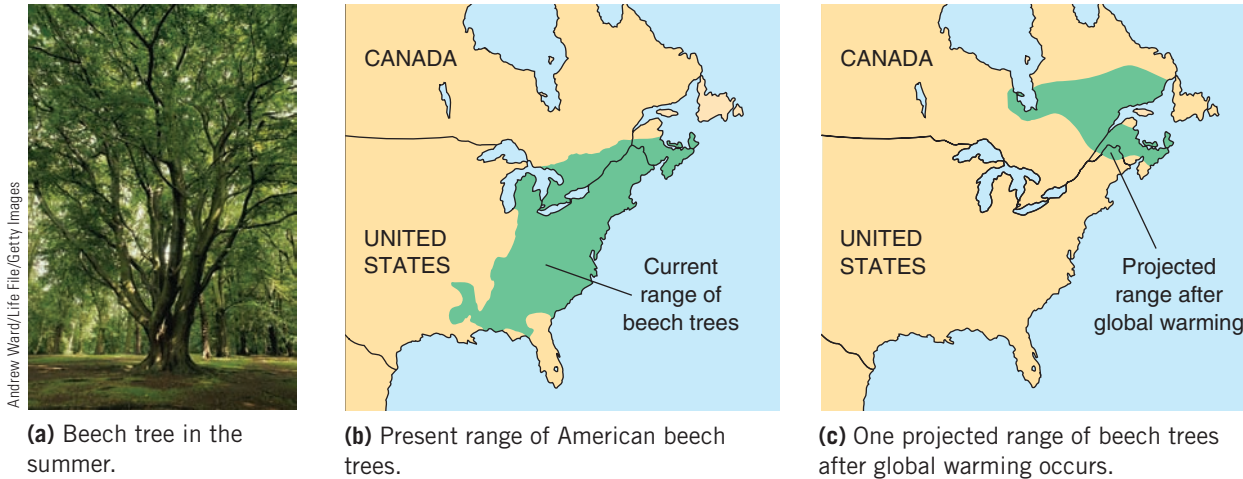 Andrew Ward/Life File/Getty Images
(a) Beech tree in the
summer.
CANADA
UNITED
STATES
Current
range of
beech trees
(b) Present range of American beech
trees.
CANADA
UNITED
STATES
Projected
range after
global warming
(c) One projected range of beech trees
after global warming occurs.